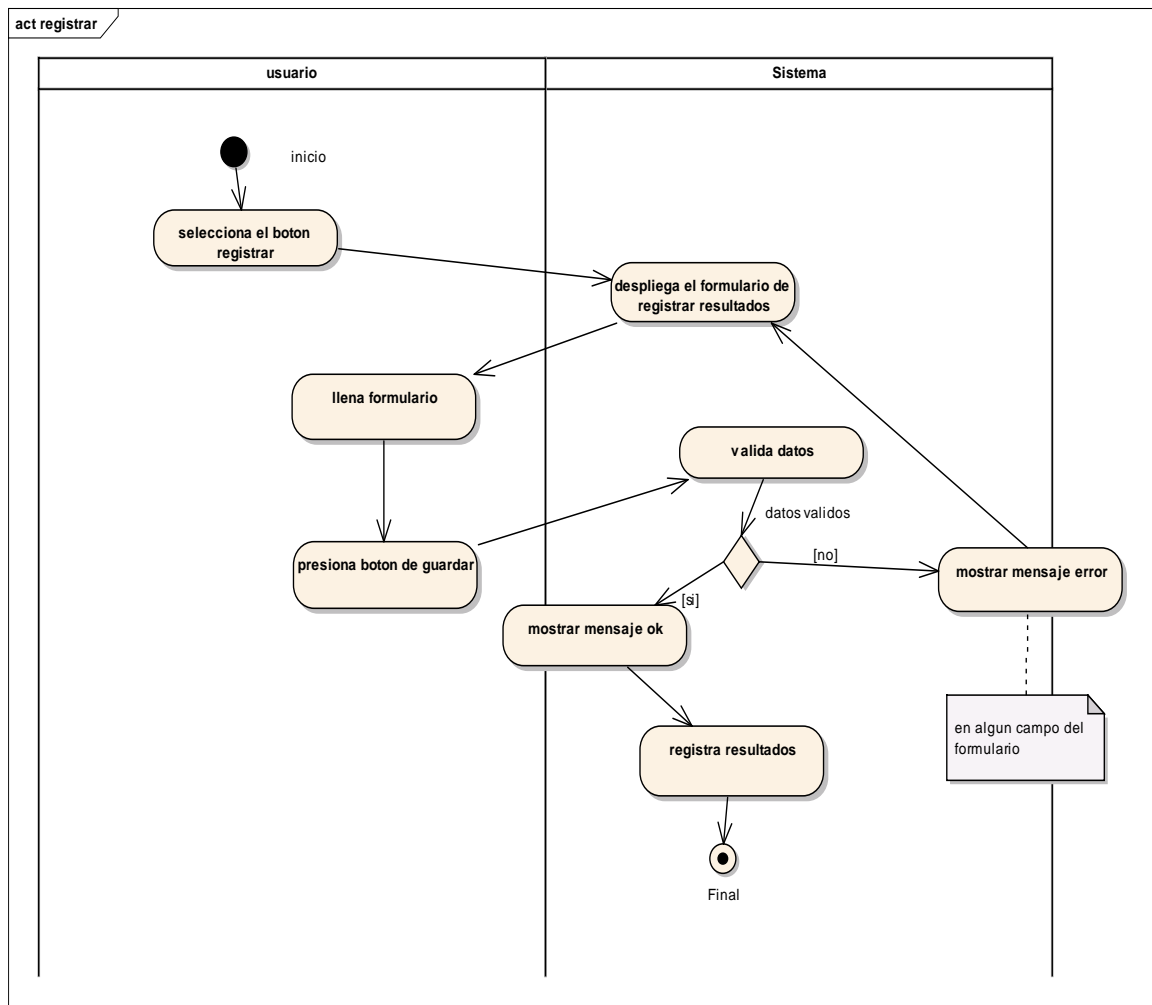 act registrar
usuario
Sistema
inicio
selecciona el boton
registrar
despliega el formulario de
registrar resultados
llena formulario
valida datos
datos validos
presiona boton de guardar
[no]
mostrar mensaje error
[si]
mostrar mensaje ok
en algun campo del
formulario
registra resultados
Final